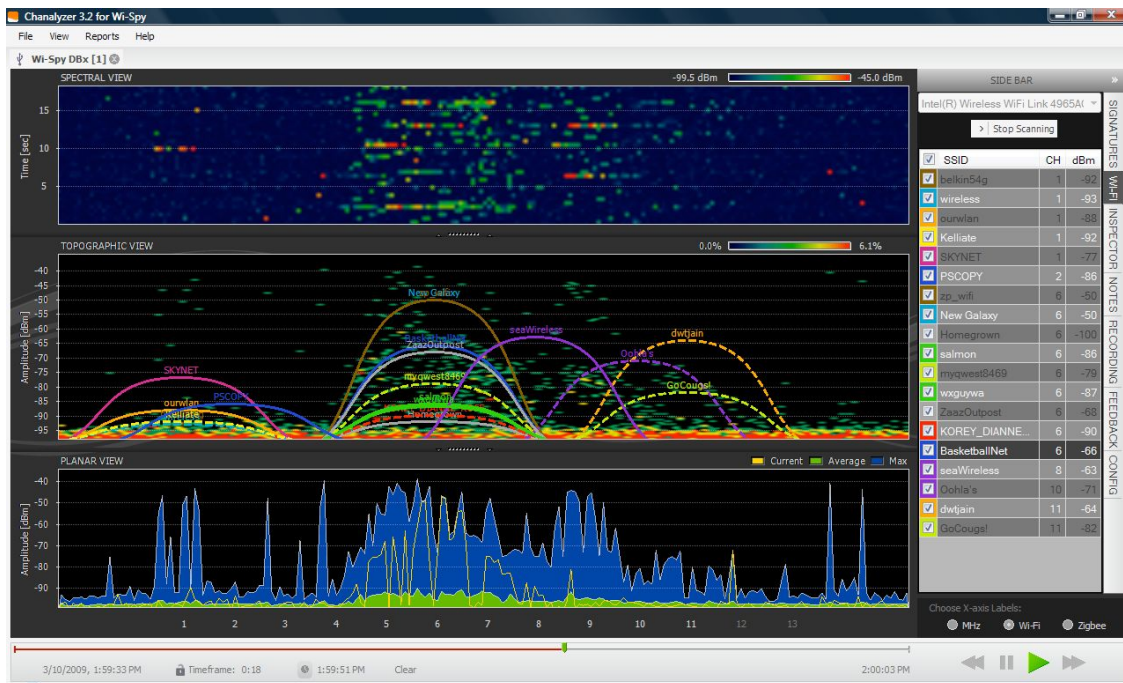 Chanalyzer 3.2 for Wi-Spy
File View Reports Help
Wi-Spy DBx [1]
SPECTRAL VIEW -99.5 dBm -45.0 dBm
Time [sec]
15
10
5
TOPOGRAPHIC VIEW 0.0% 6.1%
Amplitude [dBm]
-40
-45
-50
-55
-60
-65
-70
-75
-80
-85
-90
-95
New Galaxy
seaWireless
dwtjain
BasketballNet
ZaazOutpost
Oohla's
SKYNET
myqwest8469
GoCougs!
PSCOPY
salmon
ourwlan
Kelliate
Homegrown
PLANAR VIEW Current Average Max
Amplitude [dBm]
-40
-50
-60
-70
-80
-90
1 2 3 4 5 6 7 8 9 10 11 12 13
3/10/2009, 1:59:33 PM Timeframe: 0:18 1:59:51 PM Clear 2:00:03 PM
SIDE BAR »
Intel(R) Wireless WiFi Link 4965A
> Stop Scanning
SSID CH dBm
belkin54g 1 -92
wireless 1 -93
ourwlan 1 -88
Kelliate 1 -92
SKYNET 1 -77
PSCOPY 2 -86
zp_wifi 6 -50
New Galaxy 6 -50
Homegrown 6 -100
salmon 6 -86
myqwest8469 6 -79
wxguywa 6 -87
ZaazOutpost 6 -68
KOREY_DIANNE... 6 -90
BasketballNet 6 -66
seaWireless 8 -63
Oohla's 10 -71
dwtjain 11 -64
GoCougs! 11 -82
Choose X-axis Labels:
MHz Wi-Fi Zigbee
SIGNATURES
WI-FI
INSPECTOR
NOTES
RECORDING
FEEDBACK
CONFIG